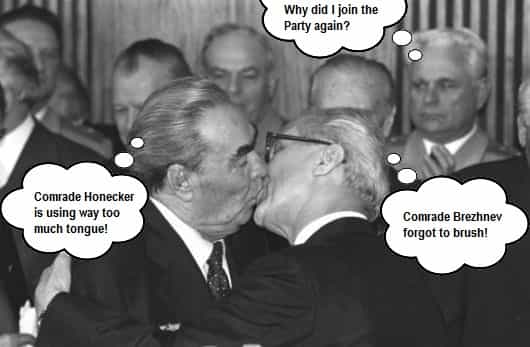 Why did I join the
Party again?
Comrade Honecker
is using way too
much tongue!
Comrade Brezhnev
forgot to brush!